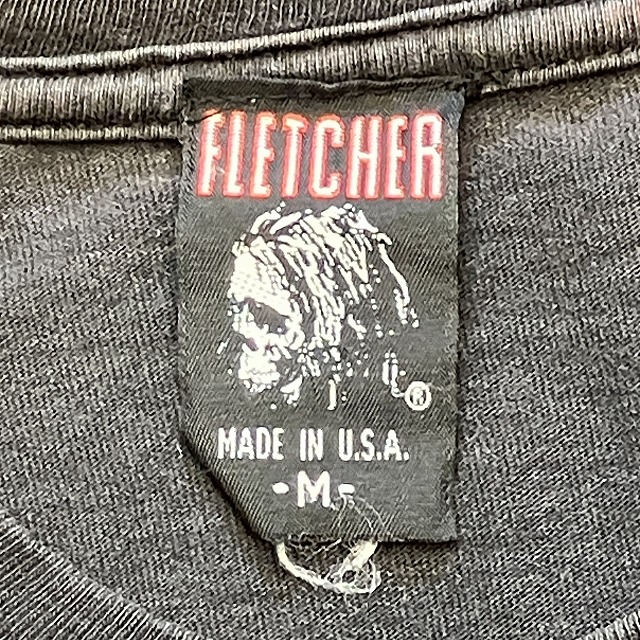 FLETCHER
®
MADE IN U.S.A.
-M-